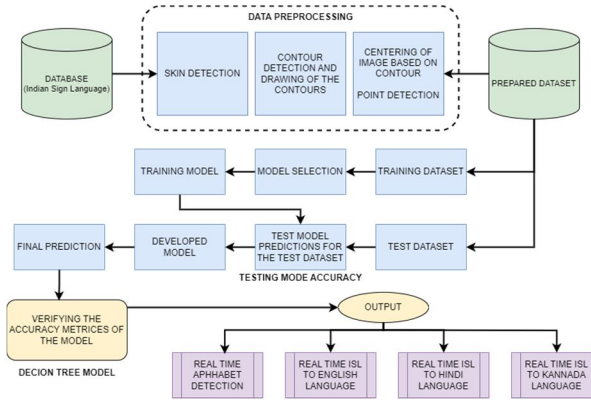 DATA PREPROCESSING
DATABASE
(Indian Sign Language)
SKIN DETECTION
CONTOUR
DETECTION AND
DRAWING OF THE
CONTOURS
CENTERING OF
IMAGE BASED ON
CONTOUR
POINT DETECTION
PREPARED DATASET
TRAINING MODEL
MODEL SELECTION
TRAINING DATASET
FINAL PREDICTION
DEVELOPED
MODEL
TEST MODEL
PREDICTIONS FOR
THE TEST DATASET
TEST DATASET
TESTING MODE ACCURACY
VERIFYING THE
ACCURACY METRICES OF
THE MODEL
OUTPUT
DECION TREE MODEL
REAL TIME
APHHABET
DETECTION
REAL TIME ISL
TO ENGLISH
LANGUAGE
REAL TIME ISL
TO HINDI
LANGUAGE
REAL TIME ISL
TO KANNADA
LANGUAGE